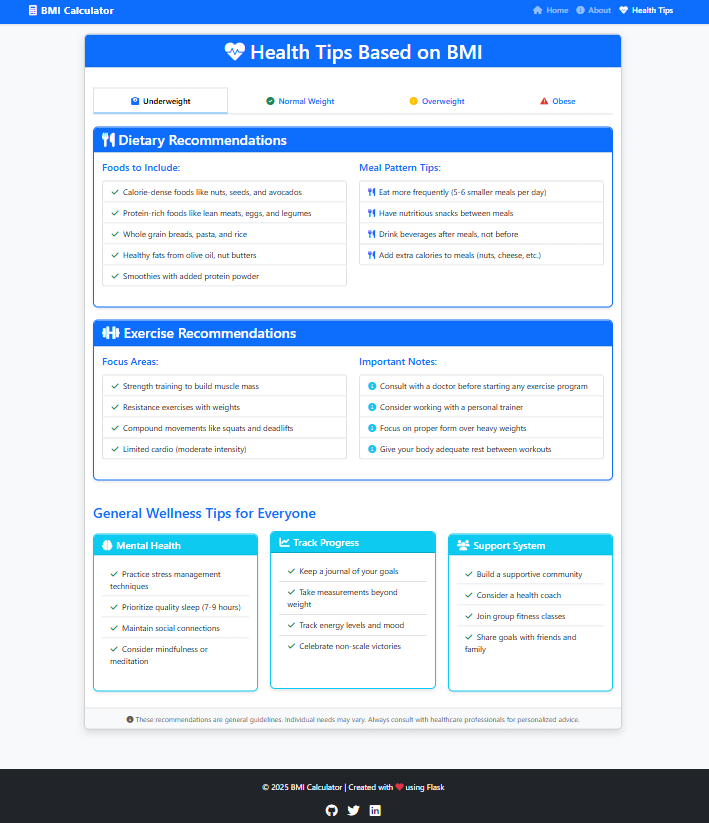 BMI Calculator
Home About Health Tips
Health Tips Based on BMI
Underweight Normal Weight Overweight Obese
Dietary Recommendations
Foods to Include:
Calorie-dense foods like nuts, seeds, and avocados
Protein-rich foods like lean meats, eggs, and legumes
Whole grain breads, pasta, and rice
Healthy fats from olive oil, nut butters
Smoothies with added protein powder
Meal Pattern Tips:
Eat more frequently (5-6 smaller meals per day)
Have nutritious snacks between meals
Drink beverages after meals, not before
Add extra calories to meals (nuts, cheese, etc.)
Exercise Recommendations
Focus Areas:
Strength training to build muscle mass
Resistance exercises with weights
Compound movements like squats and deadlifts
Limited cardio (moderate intensity)
Important Notes:
Consult with a doctor before starting any exercise program
Consider working with a personal trainer
Focus on proper form over heavy weights
Give your body adequate rest between workouts
General Wellness Tips for Everyone
Mental Health
Practice stress management
techniques
Prioritize quality sleep (7-9 hours)
Maintain social connections
Consider mindfulness or
meditation
Track Progress
Keep a journal of your goals
Take measurements beyond
weight
Track energy levels and mood
Celebrate non-scale victories
Support System
Build a supportive community
Consider a health coach
Join group fitness classes
Share goals with friends and
family
These recommendations are general guidelines. Individual needs may vary. Always consult with healthcare professionals for personalized advice.
© 2025 BMI Calculator | Created with ❤ using Flask